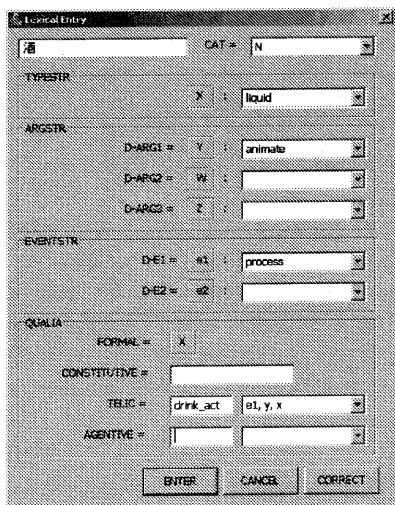 Lexical Entry
酒 CAT = N
TYPESTR
X : liquid
ARGSTR
D-ARG1 = Y : animate
D-ARG2 = W :
D-ARG3 = Z :
EVENTSTR
D-E1 = e1 : process
D-E2 = e2 :
QUALIA
FORMAL = X
CONSTITUTIVE =
TELIC = drink_act e1, y, x
AGENTIVE =
ENTER CANCEL CORRECT